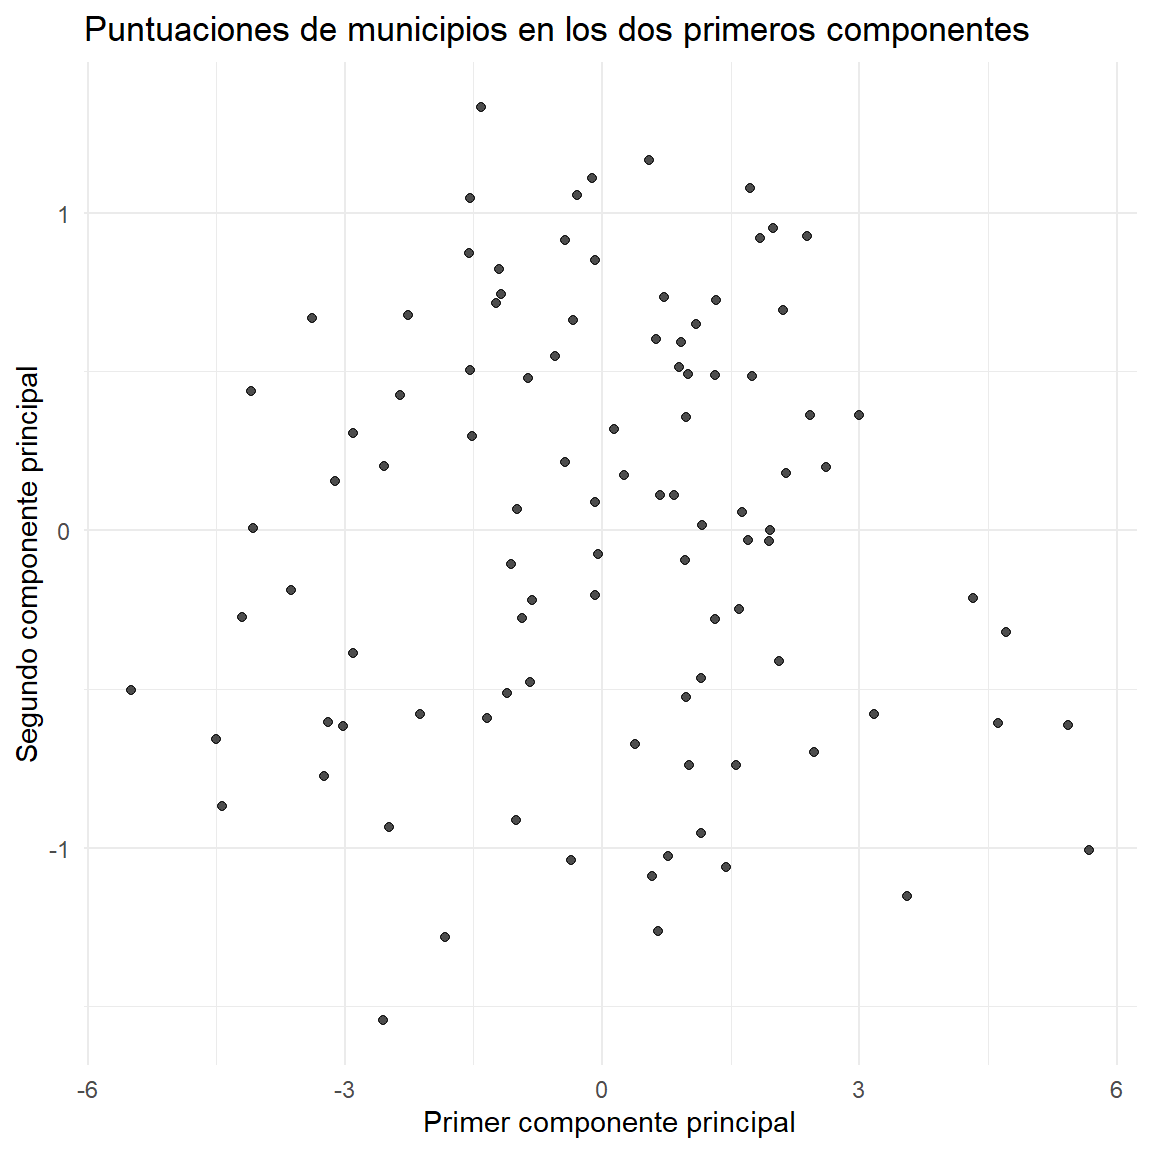 Puntuaciones de municipios en los dos primeros componentes
Segundo componente principal
1
0
-1
-6
-3
0
3
6
Primer componente principal